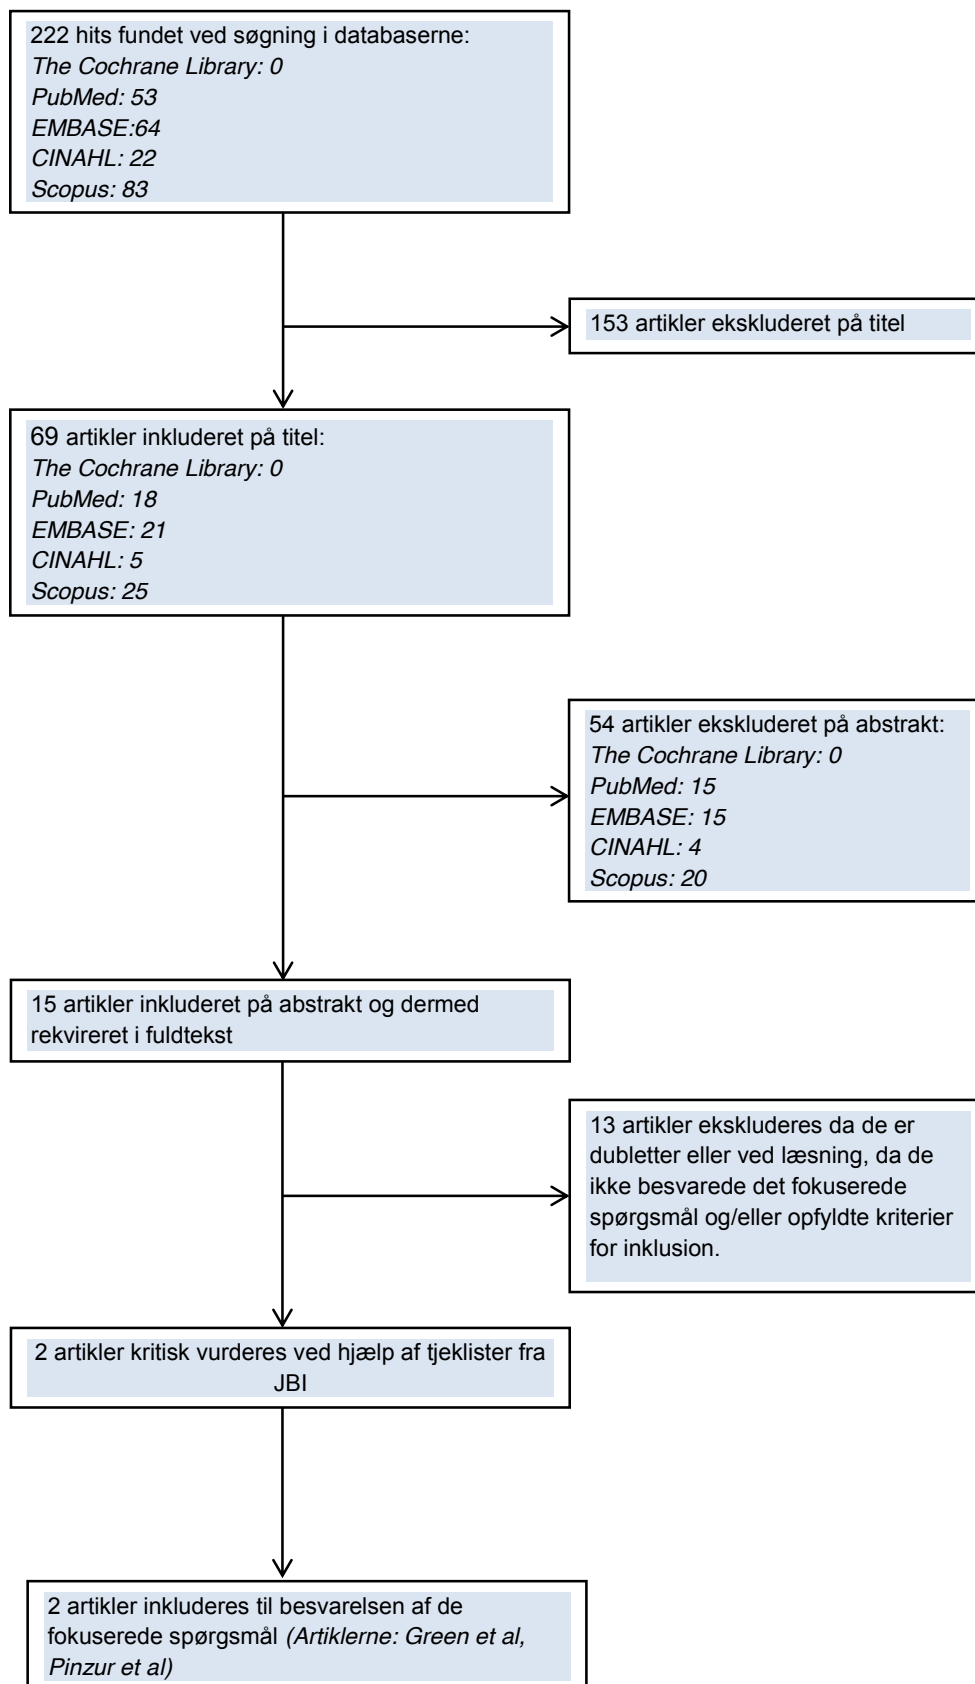 222 hits fundet ved søgning i databaserne:
The Cochrane Library: 0
PubMed: 53
EMBASE:64
CINAHL: 22
Scopus: 83
153 artikler ekskluderet på titel
69 artikler inkluderet på titel:
The Cochrane Library: 0
PubMed: 18
EMBASE: 21
CINAHL: 5
Scopus: 25
54 artikler ekskluderet på abstrakt:
The Cochrane Library: 0
PubMed: 15
EMBASE: 15
CINAHL: 4
Scopus: 20
15 artikler inkluderet på abstrakt og dermed
rekvireret i fuldtekst
13 artikler ekskluderes da de er
dubletter eller ved læsning, da de
ikke besvarede det fokuserede
spørgsmål og/eller opfyldte kriterier
for inklusion.
2 artikler kritisk vurderes ved hjælp af tjeklister fra
JBI
2 artikler inkluderes til besvarelsen af de
fokuserede spørgsmål (Artiklerne: Green et al,
Pinzur et al)